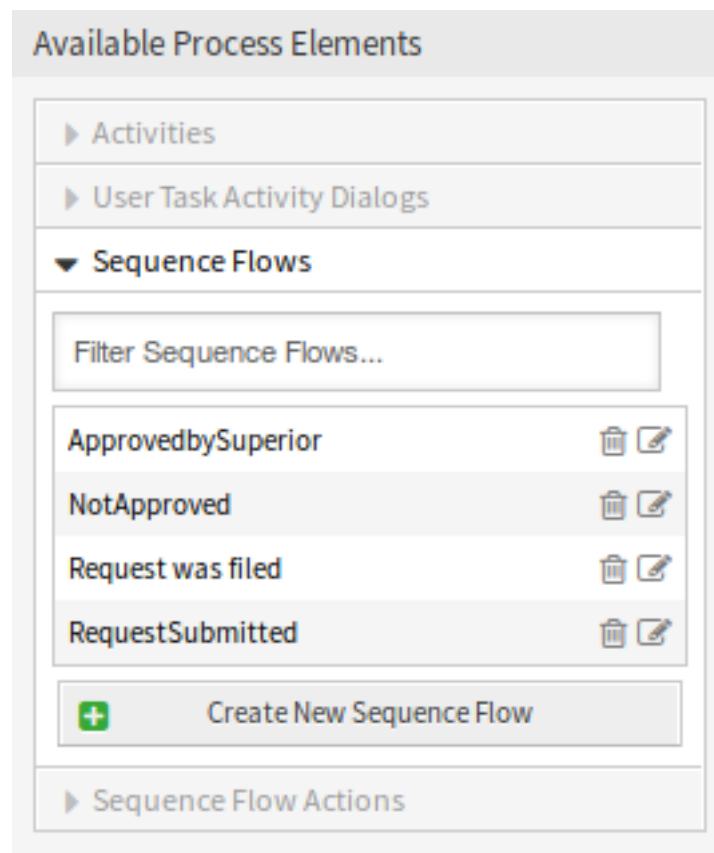 Available Process Elements
Activities
User Task Activity Dialogs
Sequence Flows
Filter Sequence Flows...
ApprovedbySuperior
NotApproved
Request was filed
RequestSubmitted
Create New Sequence Flow
Sequence Flow Actions